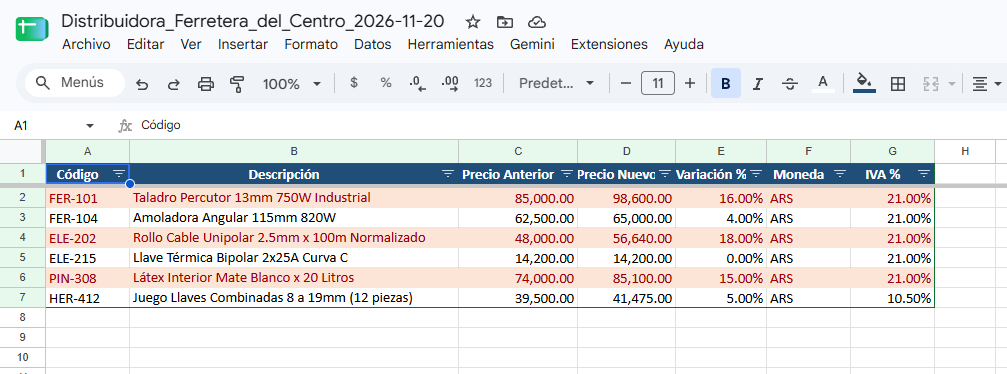 Distribuidora_Ferretera_del_Centro_2026-11-20
Archivo Editar Ver Insertar Formato Datos Herramientas Gemini Extensiones Ayuda
Menús 100% $ % .0 .00 123 Predet... − 11 + B I S A
A1 fx Código
A B C D E F G H
1 Código Descripción Precio Anterior Precio Nuevo Variación % Moneda IVA %
2 FER-101 Taladro Percutor 13mm 750W Industrial 85,000.00 98,600.00 16.00% ARS 21.00%
3 FER-104 Amoladora Angular 115mm 820W 62,500.00 65,000.00 4.00% ARS 21.00%
4 ELE-202 Rollo Cable Unipolar 2.5mm x 100m Normalizado 48,000.00 56,640.00 18.00% ARS 21.00%
5 ELE-215 Llave Térmica Bipolar 2x25A Curva C 14,200.00 14,200.00 0.00% ARS 21.00%
6 PIN-308 Látex Interior Mate Blanco x 20 Litros 74,000.00 85,100.00 15.00% ARS 21.00%
7 HER-412 Juego Llaves Combinadas 8 a 19mm (12 piezas) 39,500.00 41,475.00 5.00% ARS 10.50%
8
9
10